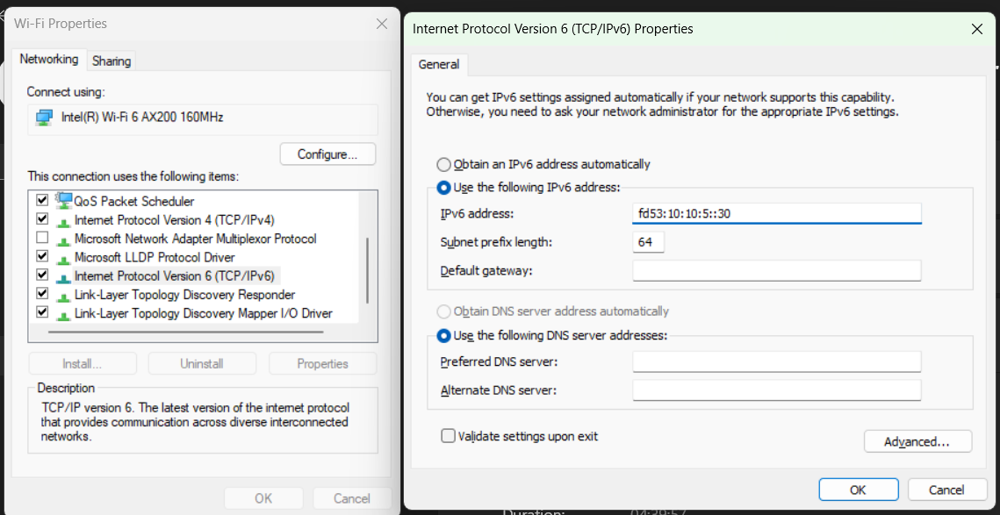 Wi-Fi Properties
Networking
Sharing
Connect using:
Intel(R) Wi-Fi 6 AX200 160MHz
Configure...
This connection uses the following items:
QoS Packet Scheduler
Internet Protocol Version 4 (TCP/IPv4)
Microsoft Network Adapter Multiplexor Protocol
Microsoft LLDP Protocol Driver
Internet Protocol Version 6 (TCP/IPv6)
Link-Layer Topology Discovery Responder
Link-Layer Topology Discovery Mapper I/O Driver
Install...
Uninstall
Properties
Description
TCP/IP version 6. The latest version of the internet protocol
that provides communication across diverse interconnected
networks.
OK
Cancel
Internet Protocol Version 6 (TCP/IPv6) Properties
General
You can get IPv6 settings assigned automatically if your network supports this capability.
Otherwise, you need to ask your network administrator for the appropriate IPv6 settings.
Obtain an IPv6 address automatically
Use the following IPv6 address:
IPv6 address:
fd53:10:10:5::30
Subnet prefix length:
64
Default gateway:
Obtain DNS server address automatically
Use the following DNS server addresses:
Preferred DNS server:
Alternate DNS server:
Validate settings upon exit
Advanced...
OK
Cancel
Duration:
04:39:57